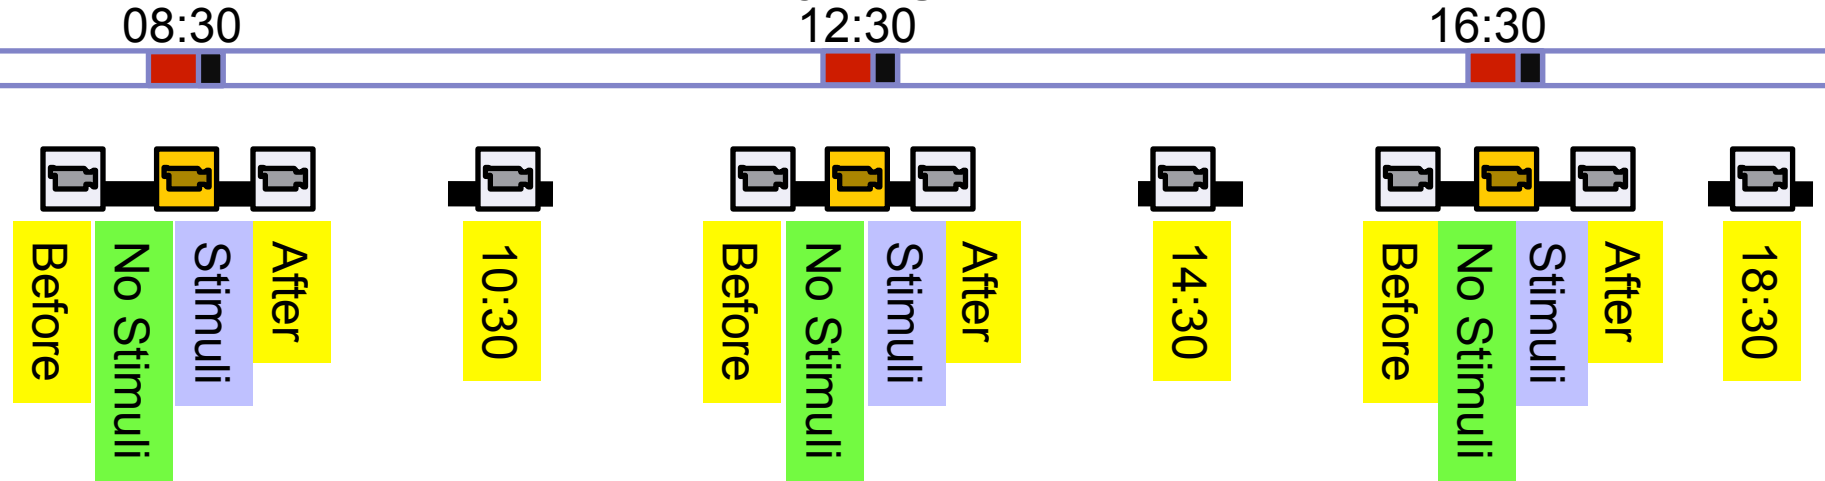 08:30
12:30
16:30
Before
No Stimuli
Stimuli
After
10:30
Before
No Stimuli
Stimuli
After
14:30
Before
No Stimuli
Stimuli
After
18:30